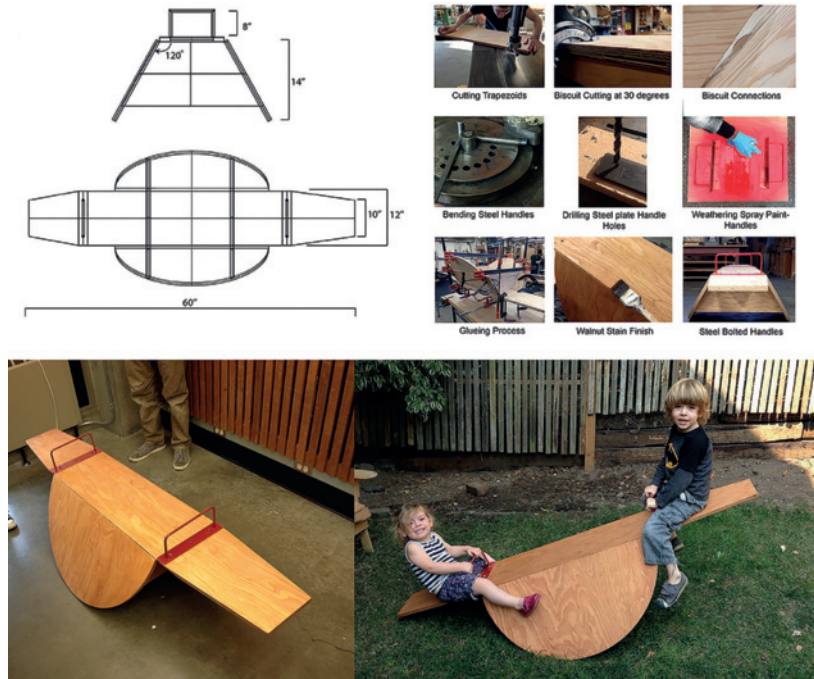 8"
120°
14"
10"
12"
60"
Cutting Trapezoids
Biscuit Cutting at 30 degrees
Biscuit Connections
Bending Steel Handles
Drilling Steel plate Handle
Holes
Weathering Spray Paint-
Handles
Glueing Process
Walnut Stain Finish
Steel Bolted Handles